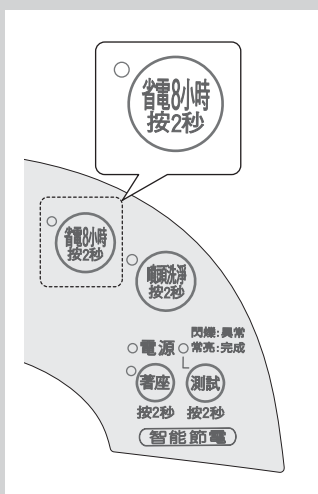 省電8小時
按2秒
省電8小時
按2秒
噴頭洗淨
按2秒
閃爍:異常
電源 常亮:完成
著座 測試
按2秒 按2秒
智能節電